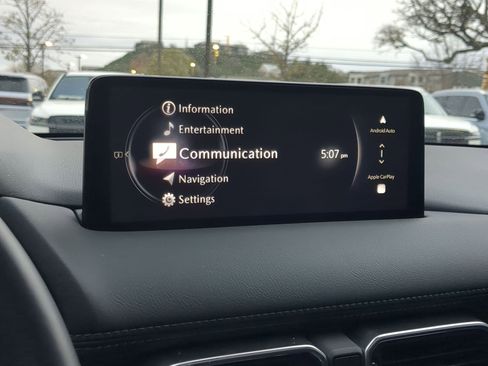 Information
Entertainment
Communication
Navigation
Settings
5:07 pm
Android Auto
Apple CarPlay